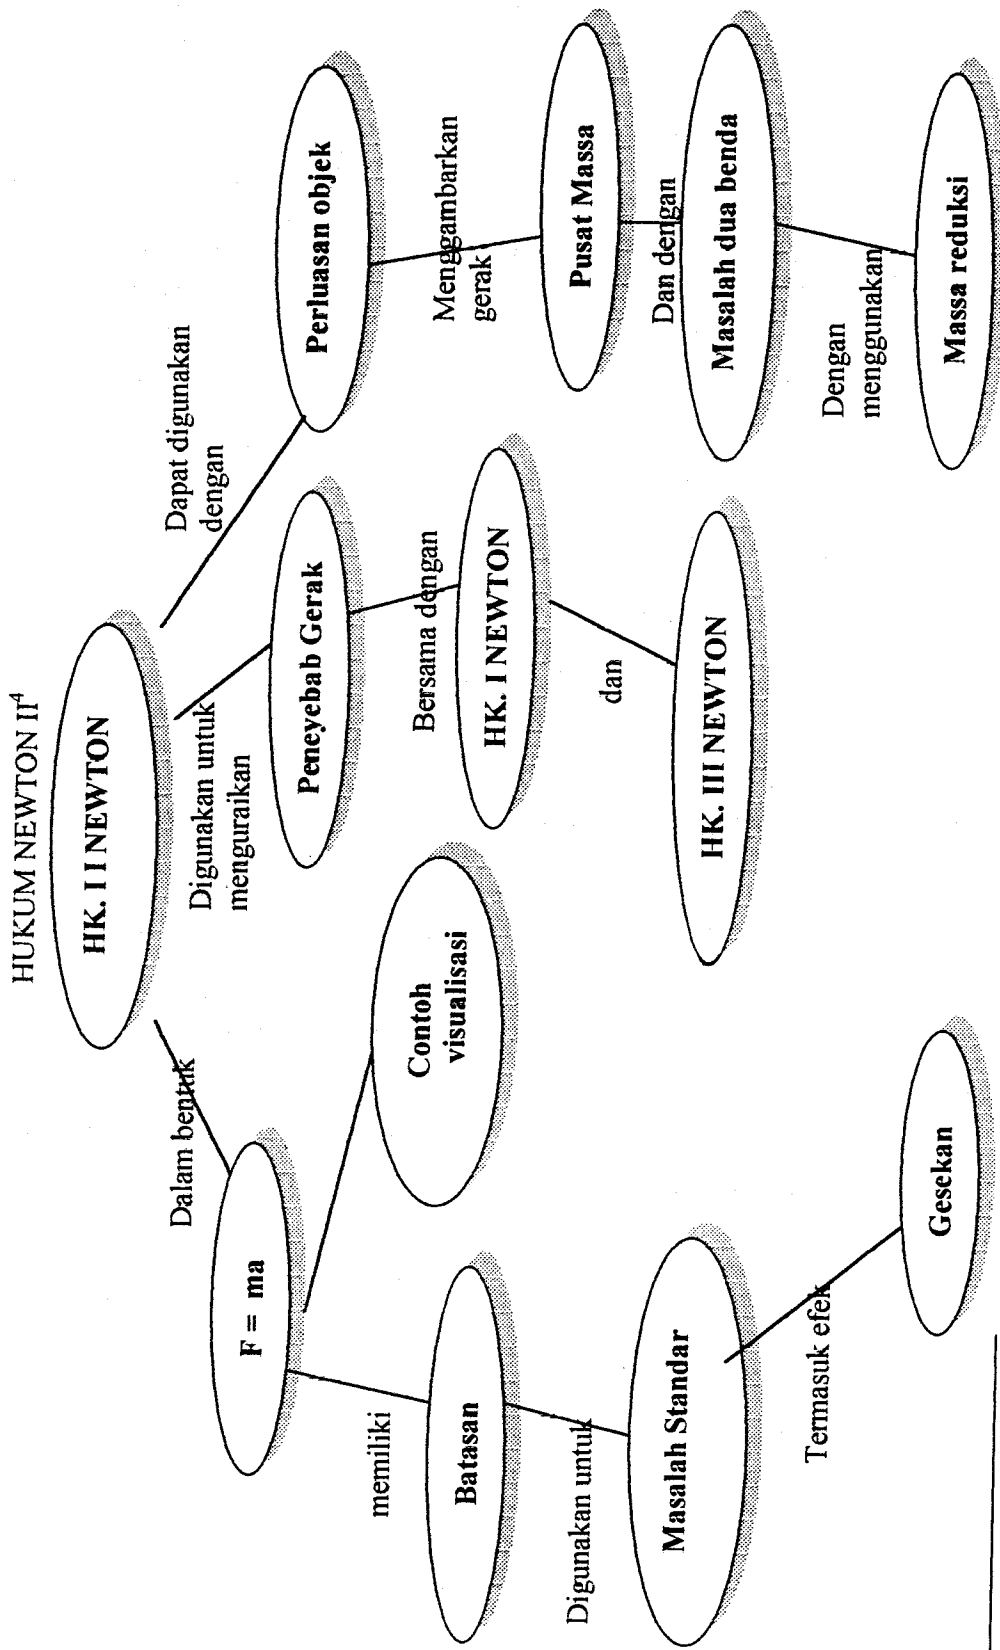 HUKUM NEWTON II⁴
HK. I I NEWTON
Dalam bentuk
Digunakan untuk
menguraikan
Dapat digunakan
dengan
F = ma
Peneyebab Gerak
Perluasan objek
memiliki
Contoh
visualisasi
Bersama dengan
Menggambarkan
gerak
Batasan
HK. I NEWTON
Pusat Massa
Digunakan untuk
dan
Dan dengan
Masalah Standar
HK. III NEWTON
Masalah dua benda
Termasuk efek
Dengan
menggunakan
Gesekan
Massa reduksi